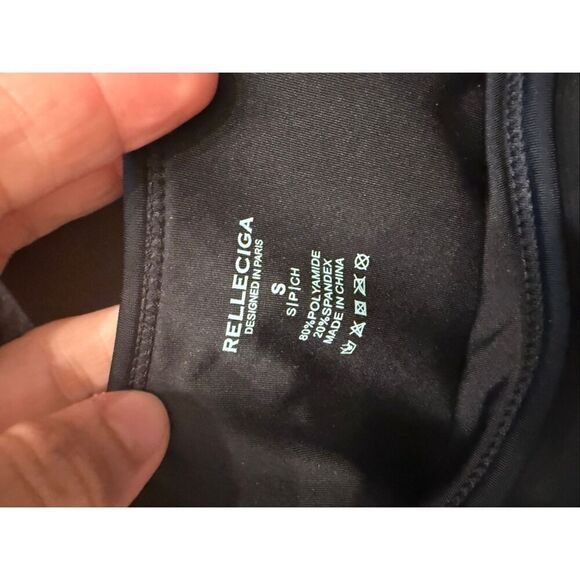 RELLECIGA
DESIGNED IN PARIS
S
S|P|CH
80%POLYAMIDE
20%SPANDEX
MADE IN CHINA